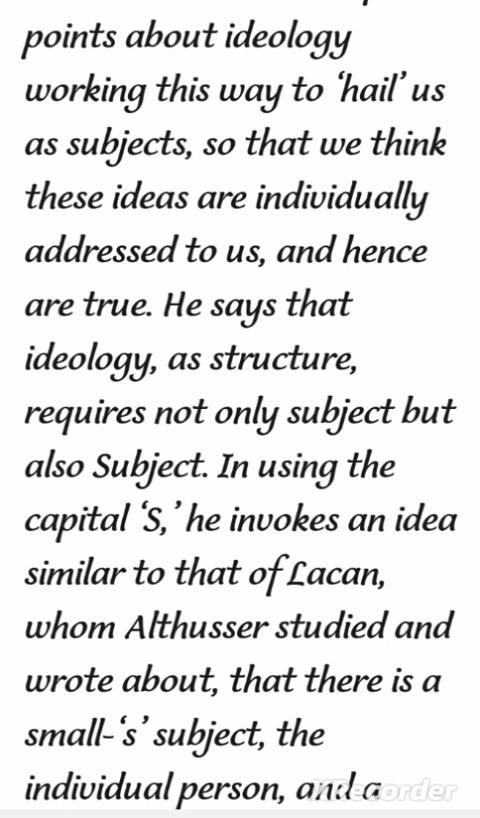 points about ideology
working this way to ‘hail’ us
as subjects, so that we think
these ideas are individually
addressed to us, and hence
are true. He says that
ideology, as structure,
requires not only subject but
also Subject. In using the
capital ‘S,’ he invokes an idea
similar to that of Lacan,
whom Althusser studied and
wrote about, that there is a
small-‘s’ subject, the
individual person, and a
XRecorder